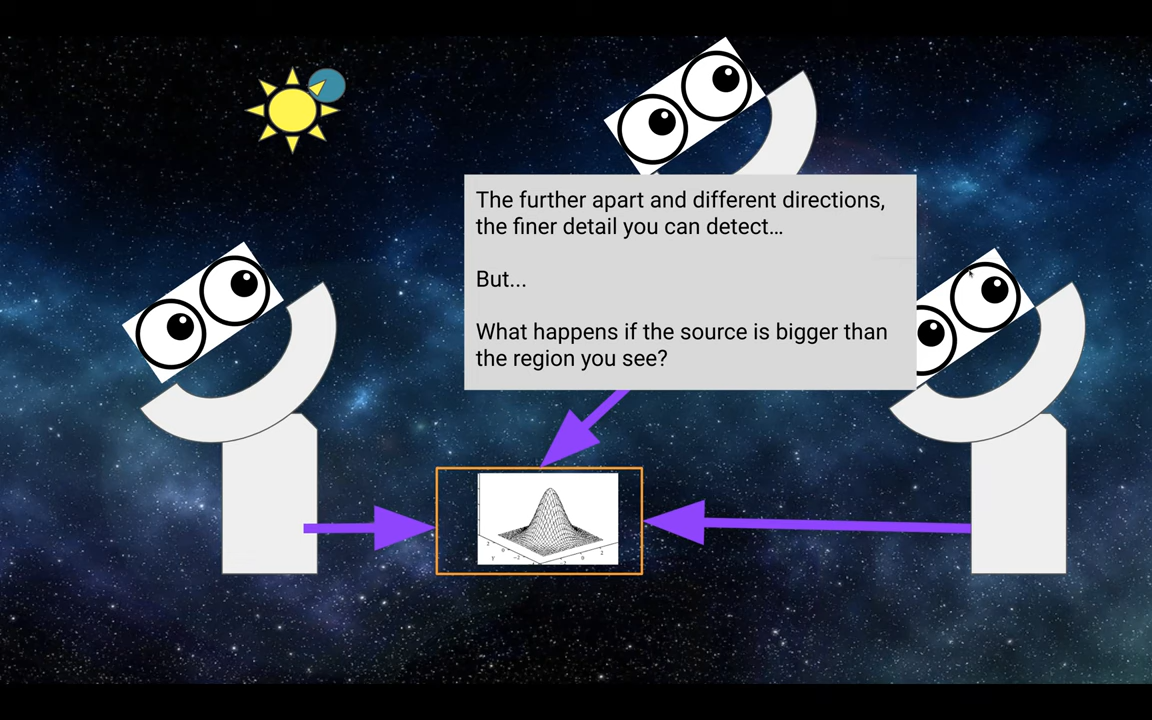 The further apart and different directions,
the finer detail you can detect...
But...
What happens if the source is bigger than
the region you see?